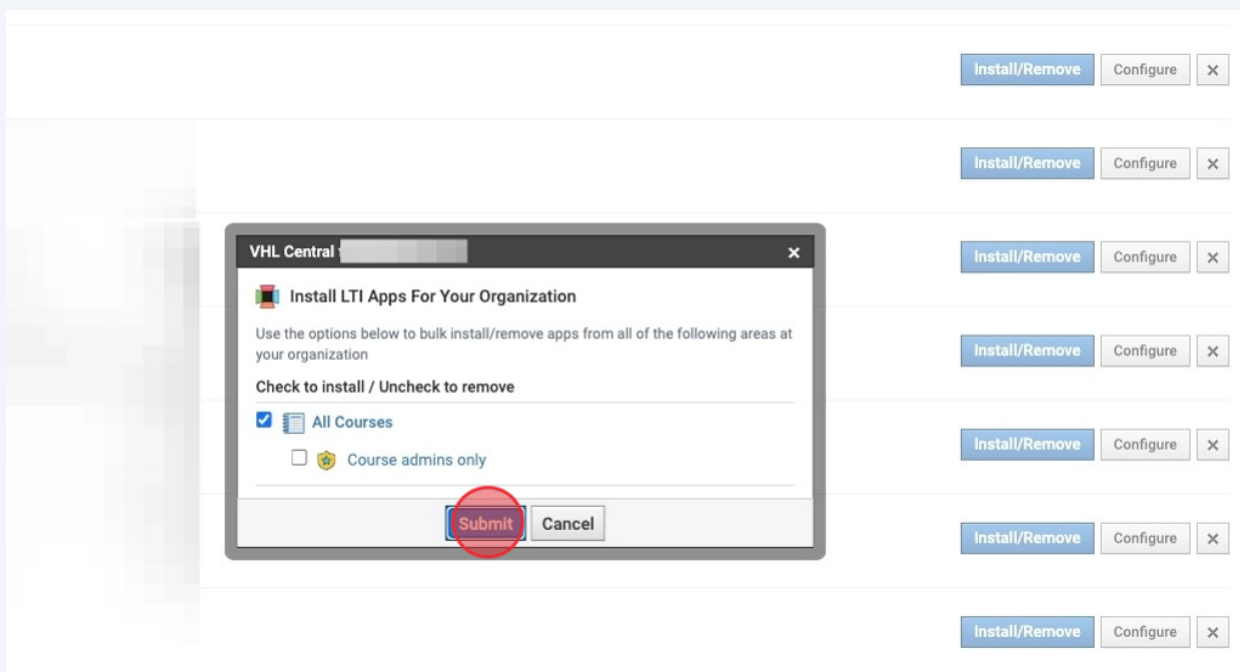 Install/Remove Configure ×
Install/Remove Configure ×
Install/Remove Configure ×
VHL Central
×
Install LTI Apps For Your Organization
Use the options below to bulk install/remove apps from all of the following areas at
your organization
Install/Remove Configure ×
Check to install / Uncheck to remove
All Courses
Install/Remove Configure ×
Course admins only
Submit Cancel
Install/Remove Configure ×
Install/Remove Configure ×